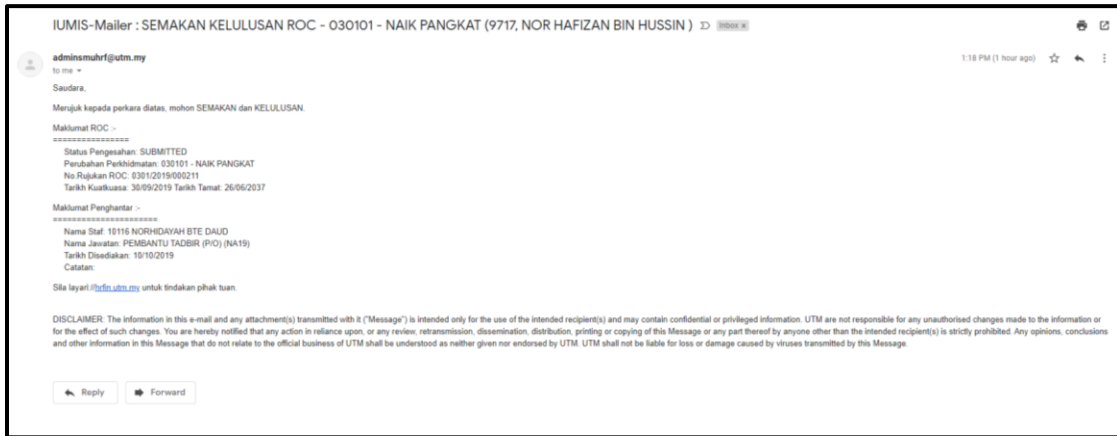 IUMIS-Mailer : SEMAKAN KELULUSAN ROC - 030101 - NAIK PANGKAT (9717, NOR HAFIZAN BIN HUSSIN ) Inbox x
adminsmuhrf@utm.my 1:18 PM (1 hour ago)
to me
Saudara,
Merujuk kepada perkara diatas, mohon SEMAKAN dan KELULUSAN.
Maklumat ROC :-
================
Status Pengesahan: SUBMITTED
Perubahan Perkhidmatan: 030101 - NAIK PANGKAT
No.Rujukan ROC: 0301/2019/000211
Tarikh Kuatkuasa: 30/09/2019 Tarikh Tamat: 26/06/2037
Maklumat Penghantar :-
======================
Nama Staf: 10116 NORHIDAYAH BTE DAUD
Nama Jawatan: PEMBANTU TADBIR (P/O) (NA19)
Tarikh Disediakan: 10/10/2019
Catatan:
Sila layari://hrfin.utm.my untuk tindakan pihak tuan.
DISCLAIMER: The information in this e-mail and any attachment(s) transmitted with it ("Message") is intended only for the use of the intended recipient(s) and may contain confidential or privileged information. UTM are not responsible for any unauthorised changes made to the information or
for the effect of such changes. You are hereby notified that any action in reliance upon, or any review, retransmission, dissemination, distribution, printing or copying of this Message or any part thereof by anyone other than the intended recipient(s) is strictly prohibited. Any opinions, conclusions
and other information in this Message that do not relate to the official business of UTM shall be understood as neither given nor endorsed by UTM. UTM shall not be liable for loss or damage caused by viruses transmitted by this Message.
Reply Forward